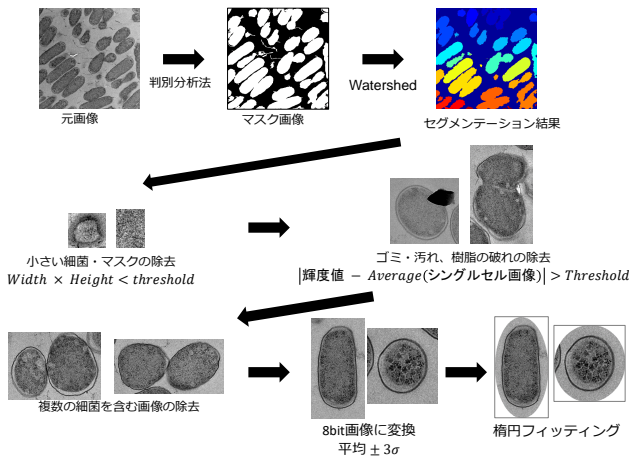 判別分析法
Watershed
元画像
マスク画像
セグメンテーション結果
小さい細菌・マスクの除去
Width × Height < threshold
ゴミ・汚れ、樹脂の破れの除去
|輝度値 − Average(シングルセル画像)| > Threshold
複数の細菌を含む画像の除去
8bit画像に変換
平均 ± 3σ
楕円フィッティング